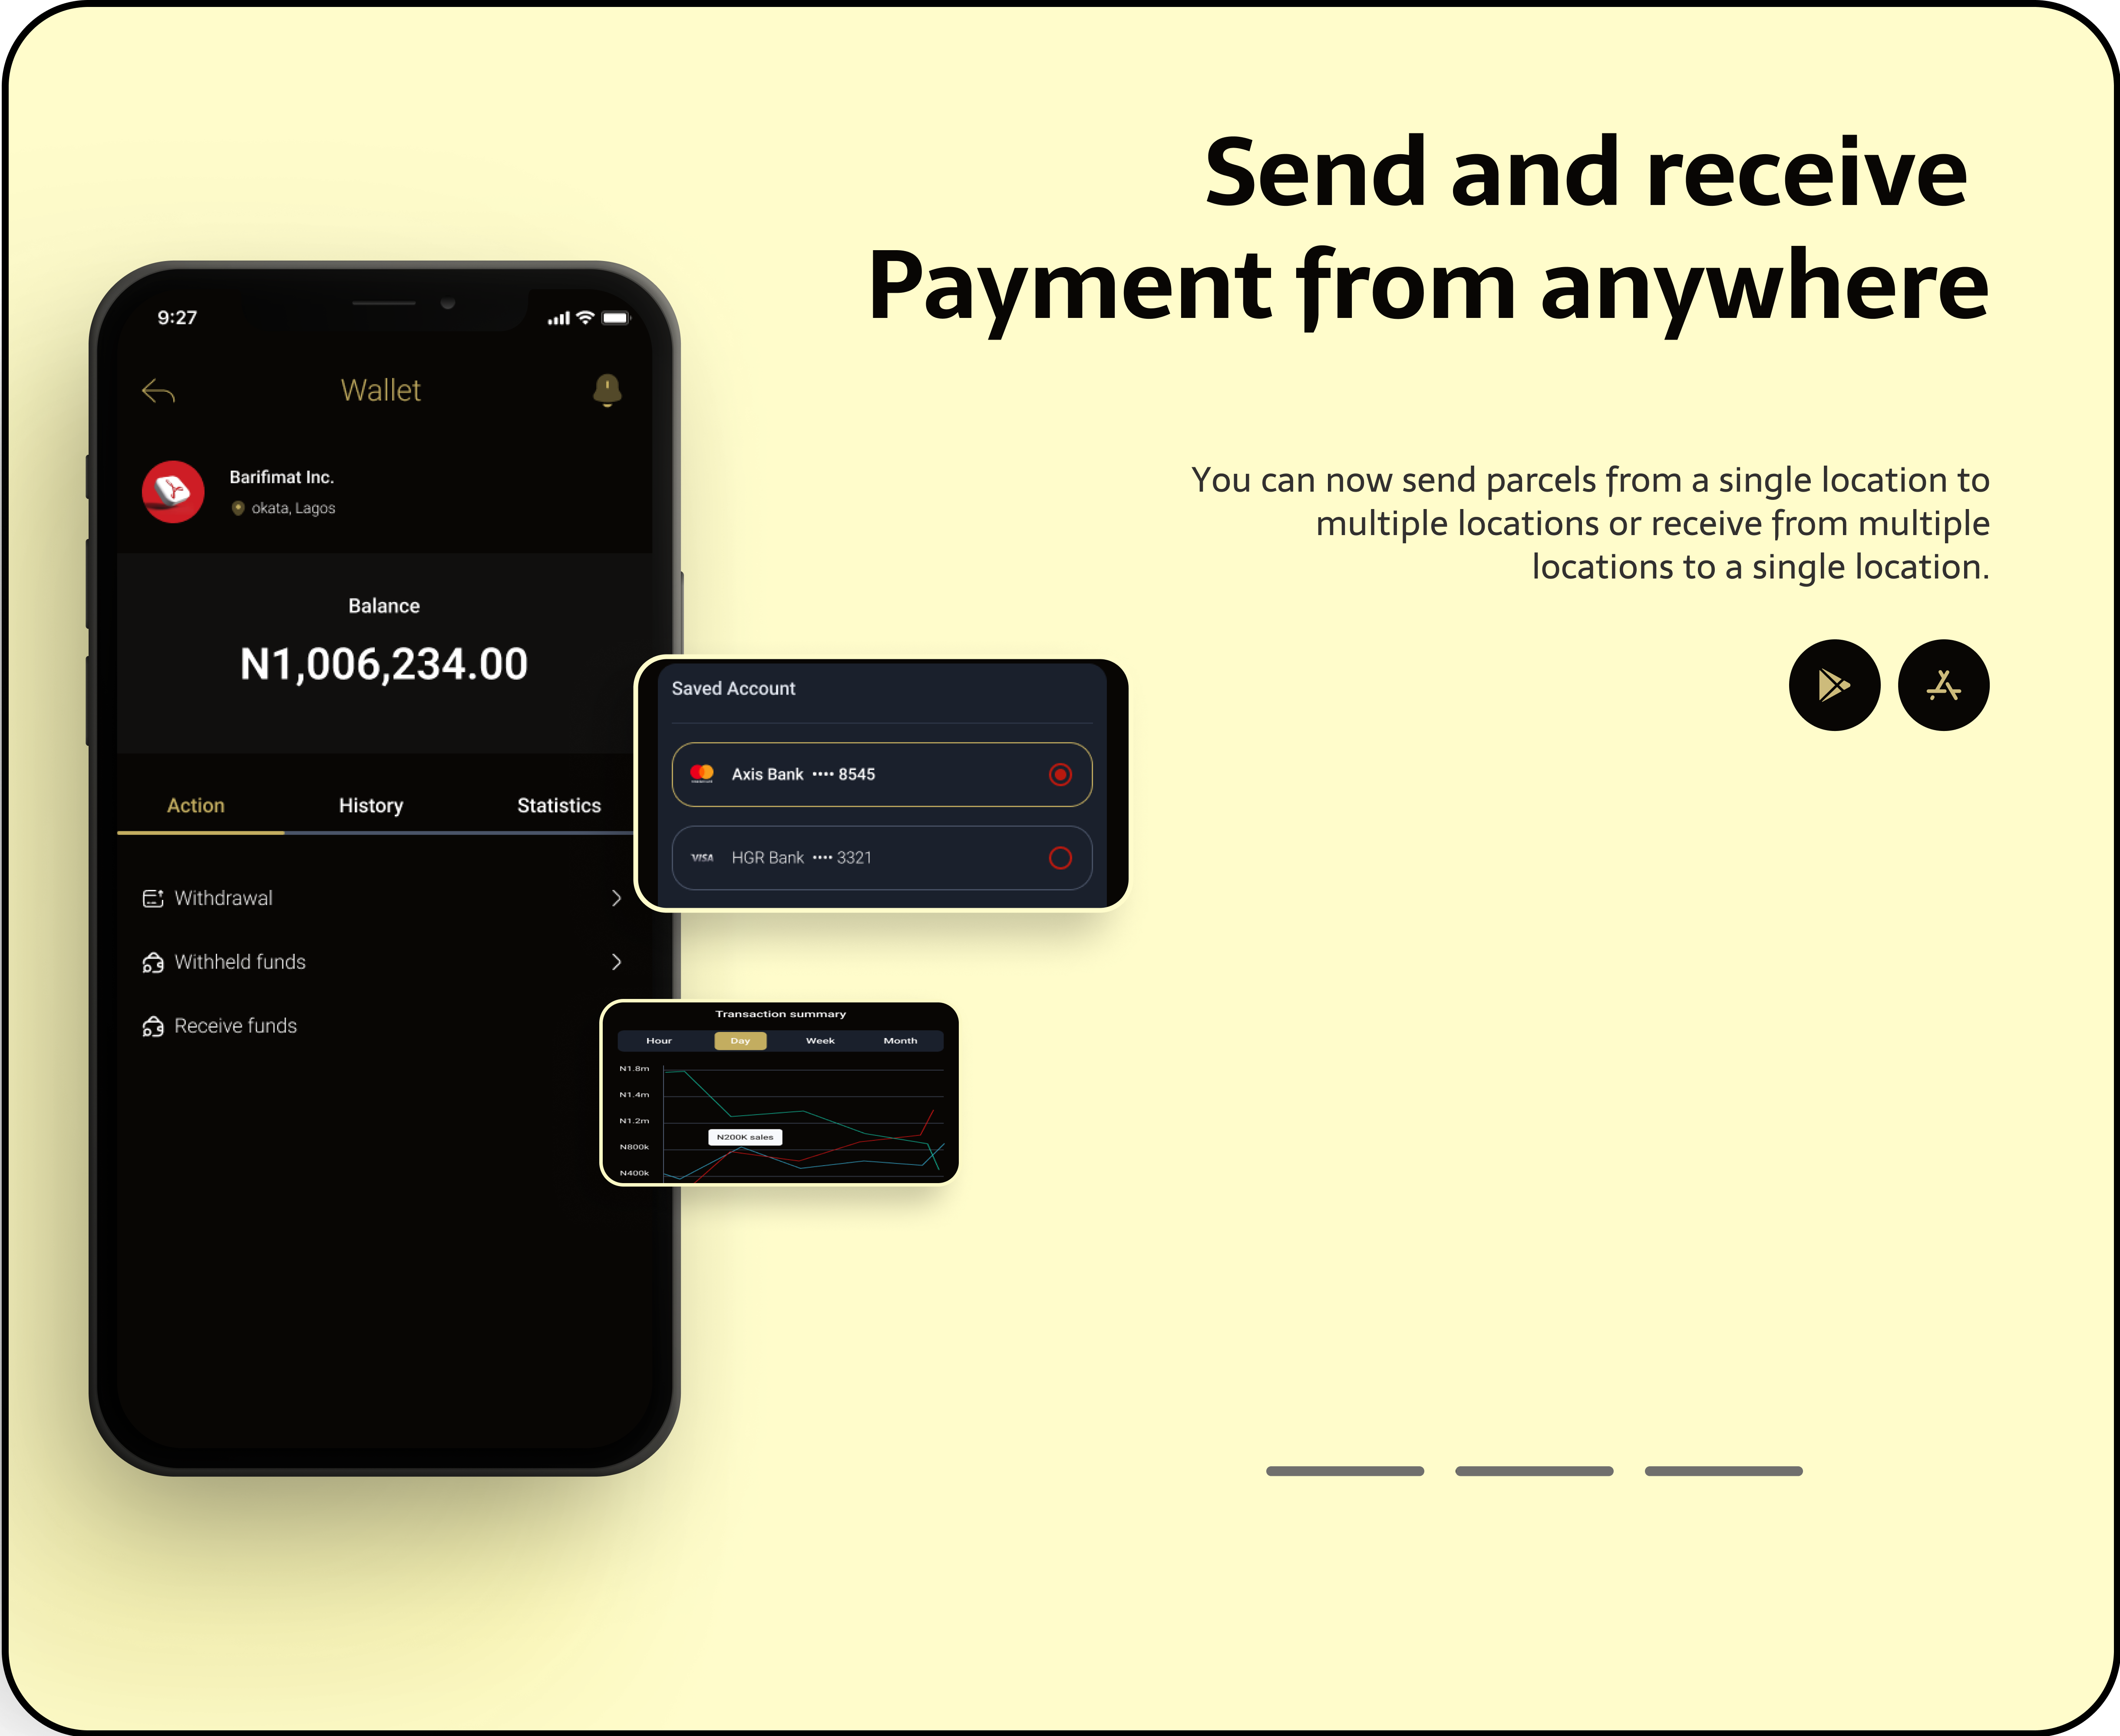 Send and receive
Payment from anywhere
You can now send parcels from a single location to
multiple locations or receive from multiple
locations to a single location.
9:27
Wallet
Barifimat Inc.
okata, Lagos
Balance
N1,006,234.00
Action History Statistics
Withdrawal
Withheld funds
Receive funds
Saved Account
Axis Bank •••• 8545
VISA HGR Bank •••• 3321
Transaction summary
Hour Day Week Month
N1.8m
N1.4m
N1.2m
N200K sales
N800k
N400k